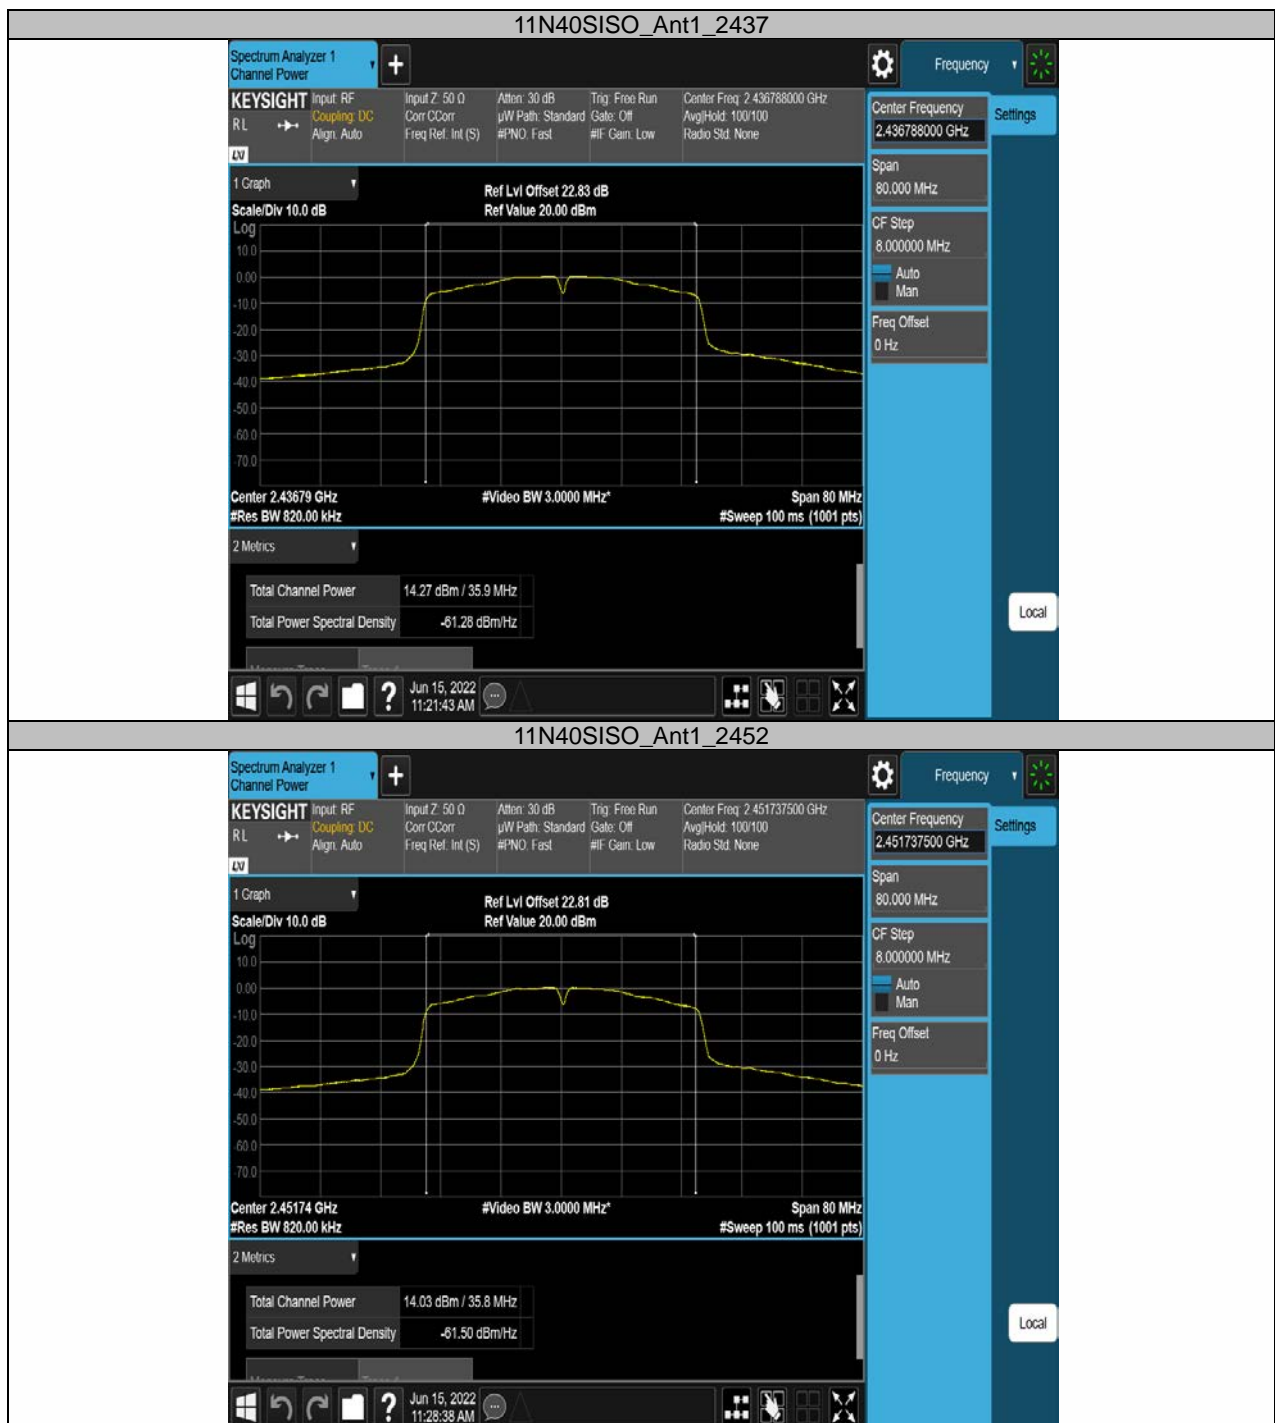 11N40SISO_Ant1_2437
Spectrum Analyzer 1
Channel Power
+
Frequency
KEYSIGHT Input: RF Input Z: 50 Ω Atten: 30 dB Trig: Free Run Center Freq: 2.436788000 GHz
RL Coupling: DC Corr CCorr µW Path: Standard Gate: Off Avg|Hold: 100/100
Align: Auto Freq Ref: Int (S) #PNO: Fast #IF Gain: Low Radio Std: None
LXI
Center Frequency
2.436788000 GHz
Settings
Span
80.000 MHz
CF Step
8.000000 MHz
Auto
Man
Freq Offset
0 Hz
1 Graph
Ref Lvl Offset 22.83 dB
Scale/Div 10.0 dB Ref Value 20.00 dBm
Log
10.0
0.00
-10.0
-20.0
-30.0
-40.0
-50.0
-60.0
-70.0
Center 2.43679 GHz #Video BW 3.0000 MHz* Span 80 MHz
#Res BW 820.00 kHz #Sweep 100 ms (1001 pts)
2 Metrics
Total Channel Power 14.27 dBm / 35.9 MHz
Total Power Spectral Density -61.28 dBm/Hz
Local
? Jun 15, 2022
11:21:43 AM
11N40SISO_Ant1_2452
Spectrum Analyzer 1
Channel Power
+
Frequency
KEYSIGHT Input: RF Input Z: 50 Ω Atten: 30 dB Trig: Free Run Center Freq: 2.451737500 GHz
RL Coupling: DC Corr CCorr µW Path: Standard Gate: Off Avg|Hold: 100/100
Align: Auto Freq Ref: Int (S) #PNO: Fast #IF Gain: Low Radio Std: None
LXI
Center Frequency
2.451737500 GHz
Settings
Span
80.000 MHz
CF Step
8.000000 MHz
Auto
Man
Freq Offset
0 Hz
1 Graph
Ref Lvl Offset 22.81 dB
Scale/Div 10.0 dB Ref Value 20.00 dBm
Log
10.0
0.00
-10.0
-20.0
-30.0
-40.0
-50.0
-60.0
-70.0
Center 2.45174 GHz #Video BW 3.0000 MHz* Span 80 MHz
#Res BW 820.00 kHz #Sweep 100 ms (1001 pts)
2 Metrics
Total Channel Power 14.03 dBm / 35.8 MHz
Total Power Spectral Density -61.50 dBm/Hz
Local
? Jun 15, 2022
11:28:38 AM